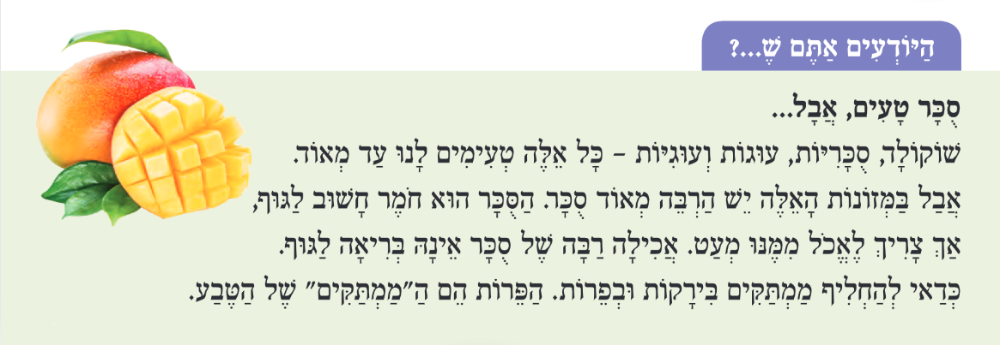 הַיּוֹדְעִים אַתֶּם שֶׁ...?
סֻכָּר טָעִים, אֲבָל...
שׁוֹקוֹלָד, סֻכָּרִיּוֹת, עוּגוֹת וְעוּגִיּוֹת – כָּל אֵלֶּה טְעִימִים לָנוּ עַד מְאוֹד.
אֲבַל בַּמְּזוֹנוֹת הָאֵלֶּה יֵשׁ הַרְבֵּה מְאוֹד סֻכָּר. הַסֻּכָּר הוּא חֹמֶר חָשׁוּב לַגּוּף,
אַךְ צָרִיךְ לֶאֱכֹל מִמֶּנּוּ מְעַט. אֲכִילָה רַבָּה שֶׁל סֻכָּר אֵינָהּ בְּרִיאָה לַגּוּף.
כְּדַאי לְהַחְלִיף מַמְתַּקִּים בִּירָקוֹת וּבְפֵרוֹת. הַפֵּרוֹת הֵם הַ"מַּמְתַּקִּים" שֶׁל הַטֶּבַע.